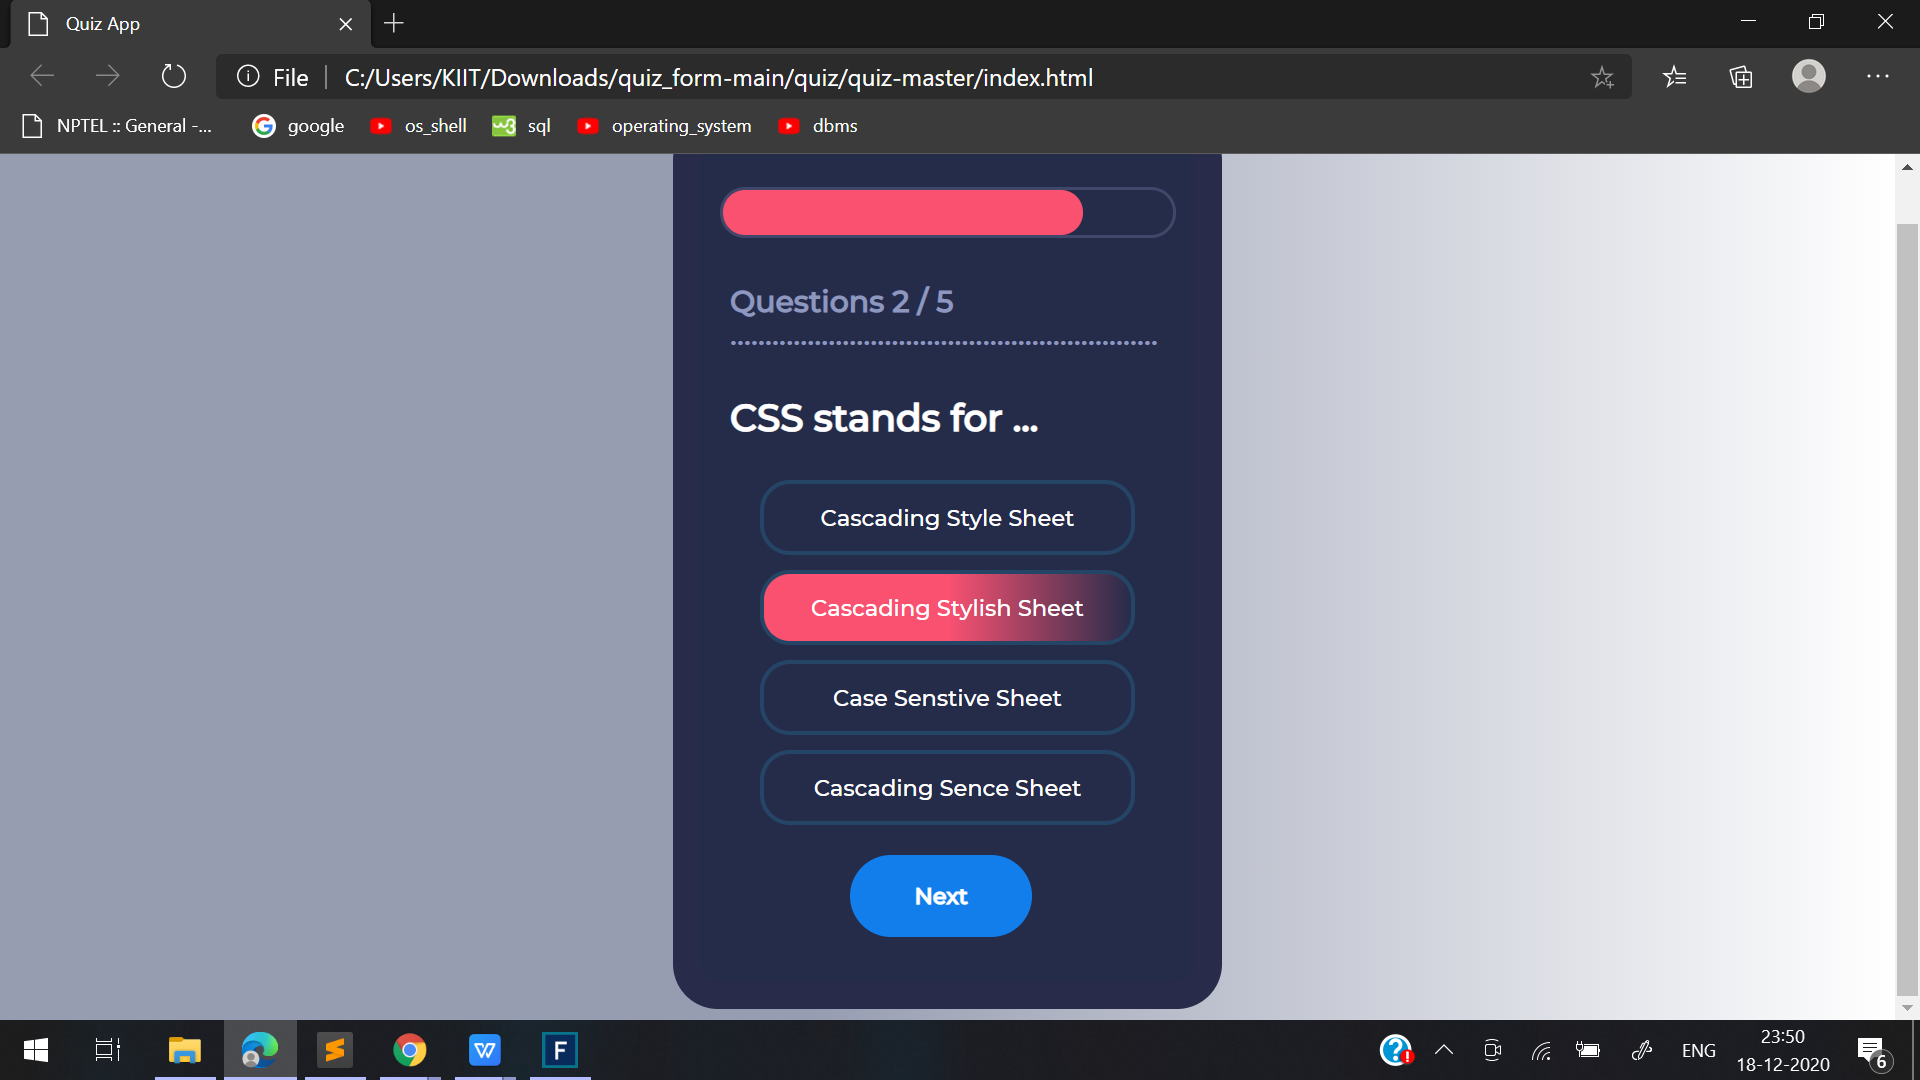 Quiz App
File
C:/Users/KIIT/Downloads/quiz_form-main/quiz/quiz-master/index.html
NPTEL :: General -...
google
os_shell
sql
operating_system
dbms
Questions 2 / 5
CSS stands for ...
Cascading Style Sheet
Cascading Stylish Sheet
Case Senstive Sheet
Cascading Sence Sheet
Next
ENG
23:50
18-12-2020
6